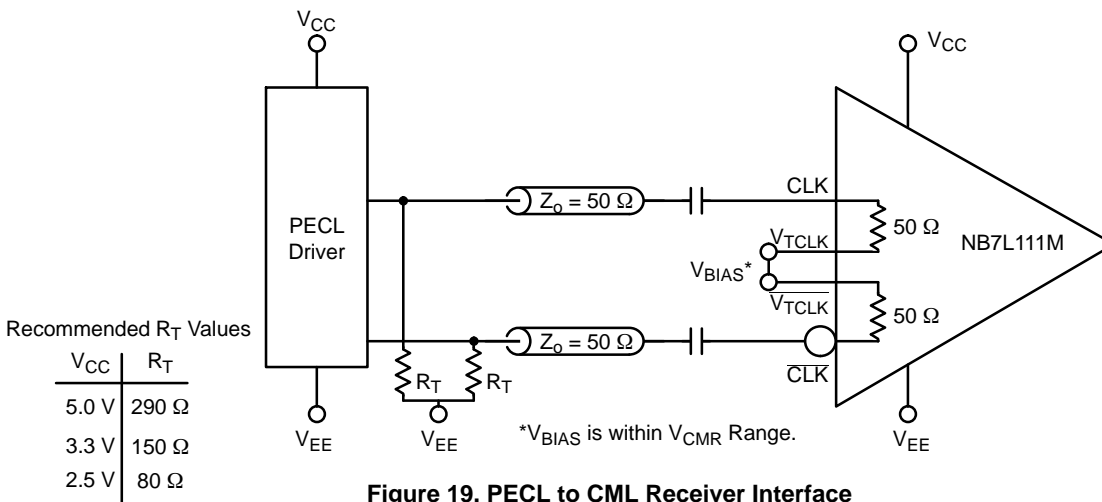 VCC
VCC
PECL
Driver
Zo = 50 Ω
CLK
50 Ω
NB7L111M
VTCLK
VBIAS*
VTCLK
50 Ω
Zo = 50 Ω
CLK
RT
RT
VEE
VEE
VEE
*VBIAS is within VCMR Range.
Recommended RT Values
VCC RT
5.0 V 290 Ω
3.3 V 150 Ω
2.5 V 80 Ω
Figure 19. PECL to CML Receiver Interface